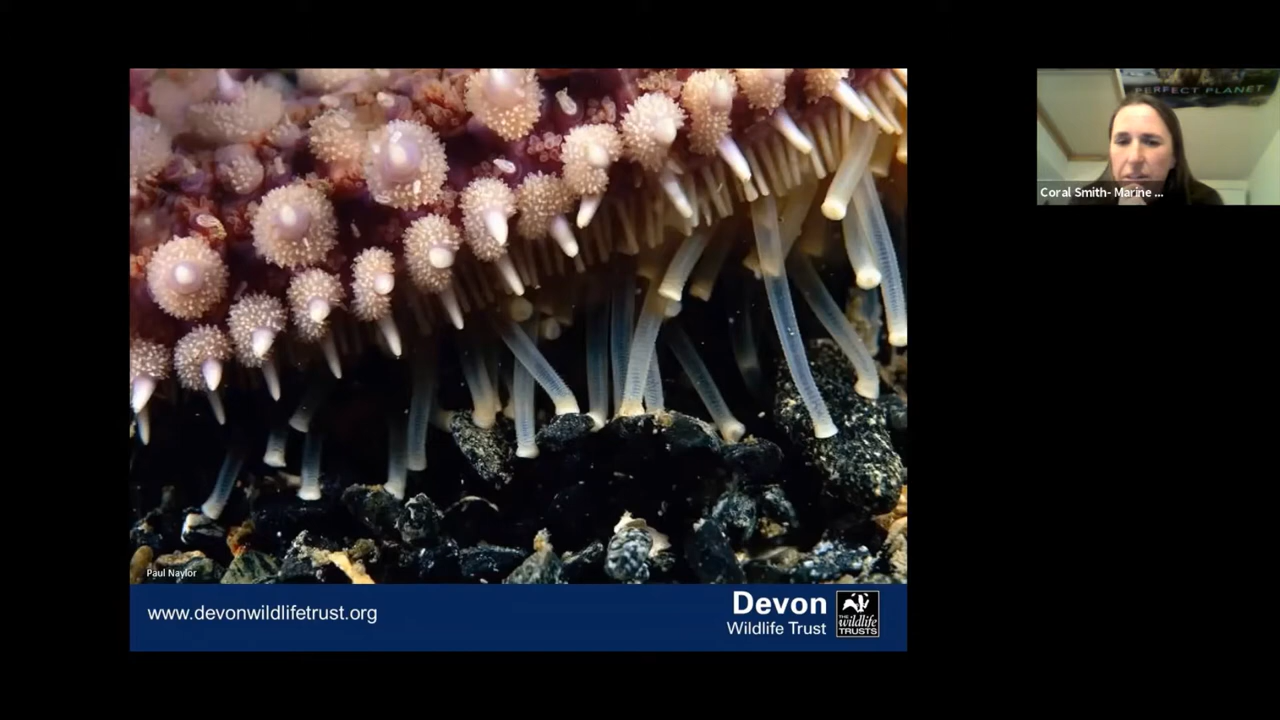 PERFECT PLANET
Coral Smith- Marine ...
Paul Naylor
www.devonwildlifetrust.org
Devon
Wildlife Trust
THE
wildlife
TRUSTS